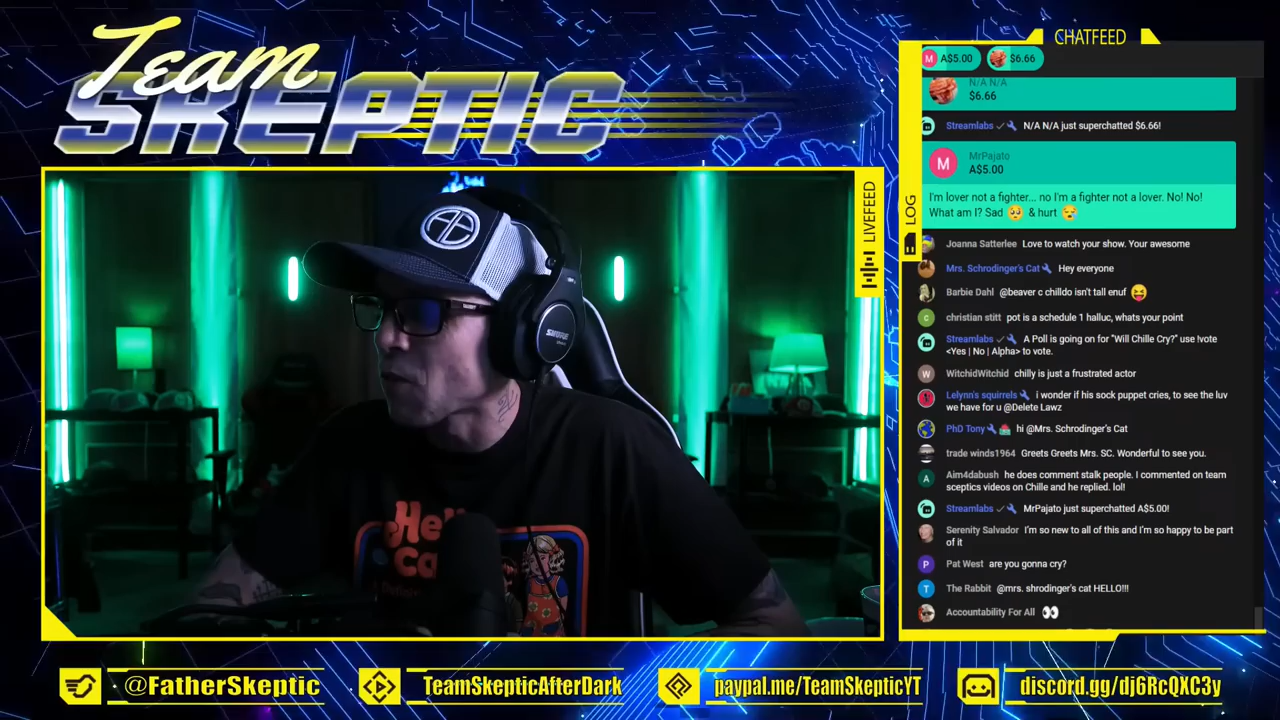 Team
SKEPTIC
CHATFEED
M A$5.00 $6.66
N/A N/A
$6.66
Streamlabs N/A N/A just superchatted $6.66!
MrPajato
M A$5.00
I'm lover not a fighter... no I'm a fighter not a lover. No! No!
What am I? Sad 🥺 & hurt 😥
Joanna Satterlee Love to watch your show. Your awesome
Mrs. Schrodinger's Cat Hey everyone
Barbie Dahl @beaver c chilldo isn't tall enuf 😝
c christian stitt pot is a schedule 1 halluc, whats your point
Streamlabs A Poll is going on for "Will Chille Cry?" use !vote
<Yes | No | Alpha> to vote.
W WitchidWitchid chilly is just a frustrated actor
Lelynn's squirrels i wonder if his sock puppet cries, to see the luv
we have for u @Delete Lawz
PhD Tony hi @Mrs. Schrodinger's Cat
trade winds1964 Greets Greets Mrs. SC. Wonderful to see you.
A Aim4dabush he does comment stalk people. I commented on team
sceptics videos on Chille and he replied. lol!
Streamlabs MrPajato just superchatted A$5.00!
Serenity Salvador I'm so new to all of this and I'm so happy to be part
of it
P Pat West are you gonna cry?
T The Rabbit @mrs. shrodinger's cat HELLO!!!
Accountability For All 👀
LIVEFEED
LOG
SHURE
@FatherSkeptic
TeamSkepticAfterDark
paypal.me/TeamSkepticYT
discord.gg/dj6RcQXC3v